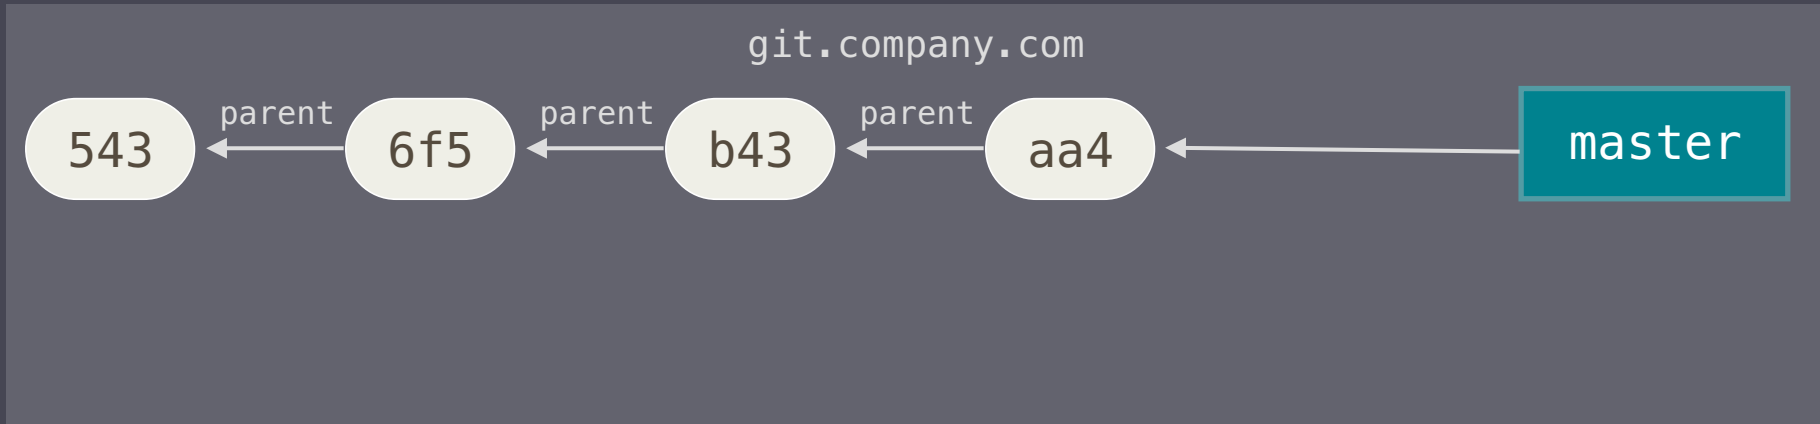 git.company.com
parent parent parent
543 6f5 b43 aa4 master